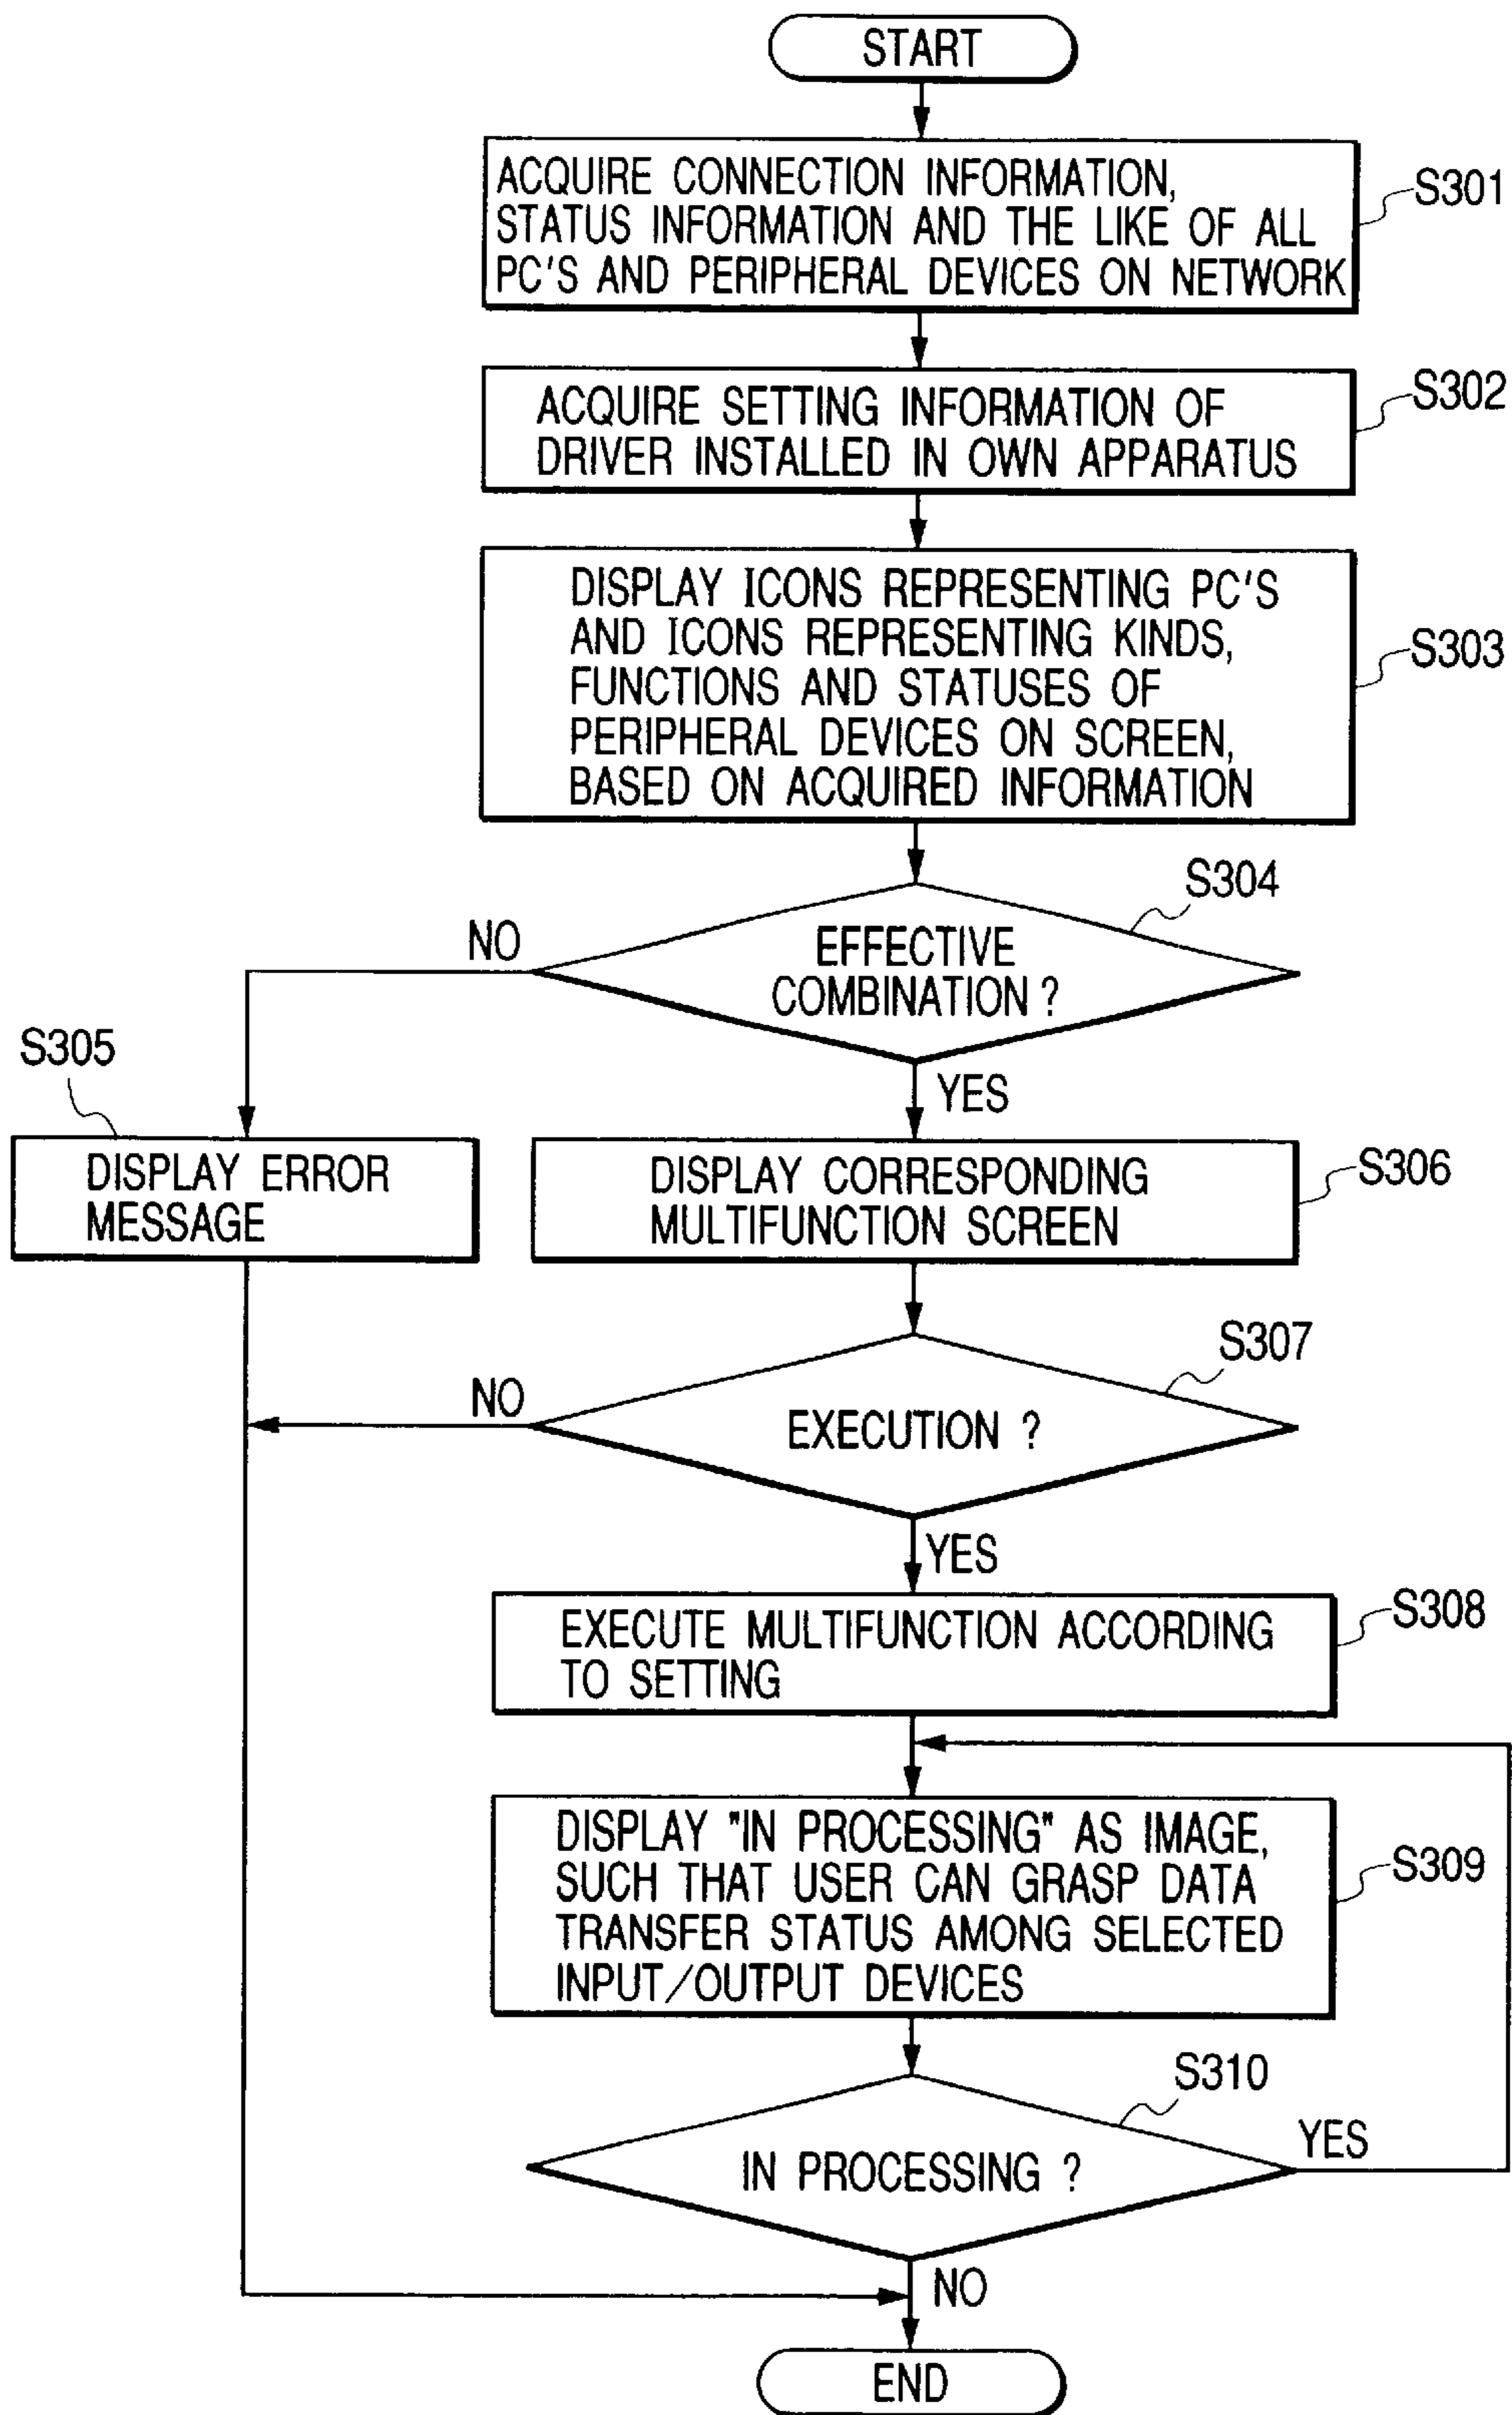 START
ACQUIRE CONNECTION INFORMATION,
STATUS INFORMATION AND THE LIKE OF ALL
PC'S AND PERIPHERAL DEVICES ON NETWORK
S301
ACQUIRE SETTING INFORMATION OF
DRIVER INSTALLED IN OWN APPARATUS
S302
DISPLAY ICONS REPRESENTING PC'S
AND ICONS REPRESENTING KINDS,
FUNCTIONS AND STATUSES OF
PERIPHERAL DEVICES ON SCREEN,
BASED ON ACQUIRED INFORMATION
S303
S304
NO
EFFECTIVE
COMBINATION ?
YES
S305
DISPLAY ERROR
MESSAGE
DISPLAY CORRESPONDING
MULTIFUNCTION SCREEN
S306
S307
NO
EXECUTION ?
YES
EXECUTE MULTIFUNCTION ACCORDING
TO SETTING
S308
DISPLAY "IN PROCESSING" AS IMAGE,
SUCH THAT USER CAN GRASP DATA
TRANSFER STATUS AMONG SELECTED
INPUT/OUTPUT DEVICES
S309
S310
IN PROCESSING ?
YES
NO
END